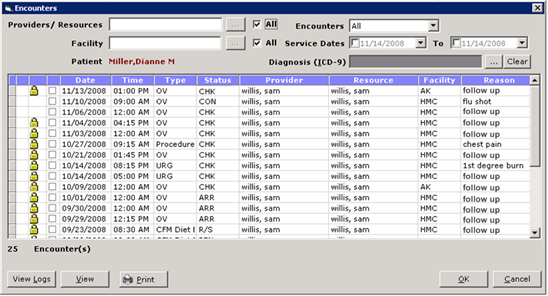 Encounters
Providers/ Resources ... All Encounters All
Facility ... All Service Dates 11/14/2008 To 11/14/2008
Patient Miller,Dianne M Diagnosis (ICD-9) ... Clear
Date Time Type Status Provider Resource Facility Reason
11/13/2008 01:00 PM OV CHK willis, sam willis, sam AK follow up
11/10/2008 09:00 AM OV CON willis, sam willis, sam HMC flu shot
11/06/2008 12:00 AM OV CHK willis, sam willis, sam HMC follow up
11/04/2008 04:15 PM OV CHK willis, sam willis, sam HMC follow up
11/03/2008 12:00 AM OV CHK willis, sam willis, sam HMC follow up
10/27/2008 09:15 AM Procedure CHK willis, sam willis, sam HMC chest pain
10/21/2008 01:45 PM OV CHK willis, sam willis, sam HMC follow up
10/14/2008 08:15 PM URG CHK willis, sam willis, sam HMC 1st degree burn
10/14/2008 05:00 AM URG CHK willis, sam willis, sam HMC follow up
10/09/2008 12:00 AM OV CHK willis, sam willis, sam AK follow up
10/01/2008 12:00 AM OV ARR willis, sam willis, sam HMC follow up
09/30/2008 12:00 AM OV ARR willis, sam willis, sam HMC follow up
09/29/2008 12:15 PM OV ARR willis, sam willis, sam HMC follow up
09/23/2008 08:30 AM CFM Diet E R/S willis, sam willis, sam HMC follow up
25 Encounter(s)
View Logs View Print OK Cancel